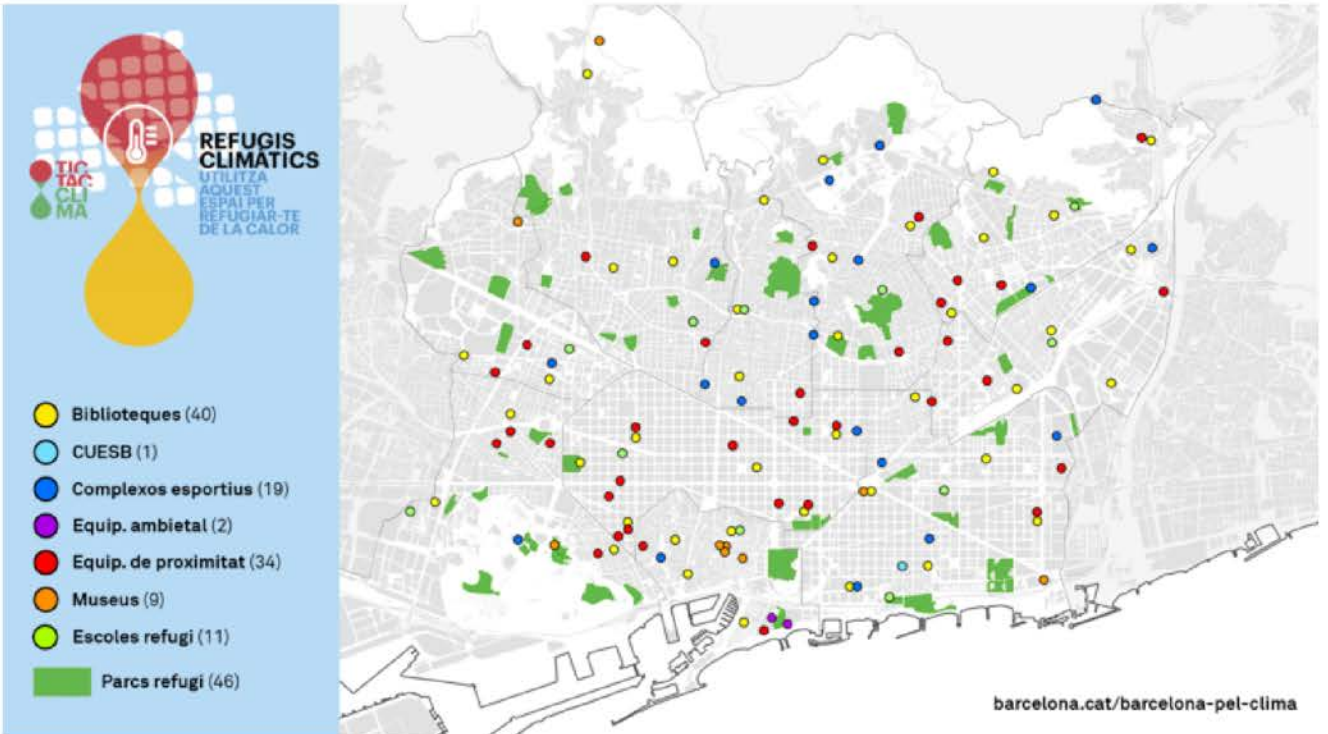 REFUGIS
CLIMÀTICS
UTILITZA
AQUEST
ESPAI PER
REFUGIAR-TE
DE LA CALOR
TIC
TAC
CLI
MA
Biblioteques (40)
CUESB (1)
Complexos esportius (19)
Equip. ambietal (2)
Equip. de proximitat (34)
Museus (9)
Escoles refugi (11)
Parcs refugi (46)
barcelona.cat/barcelona-pel-clima